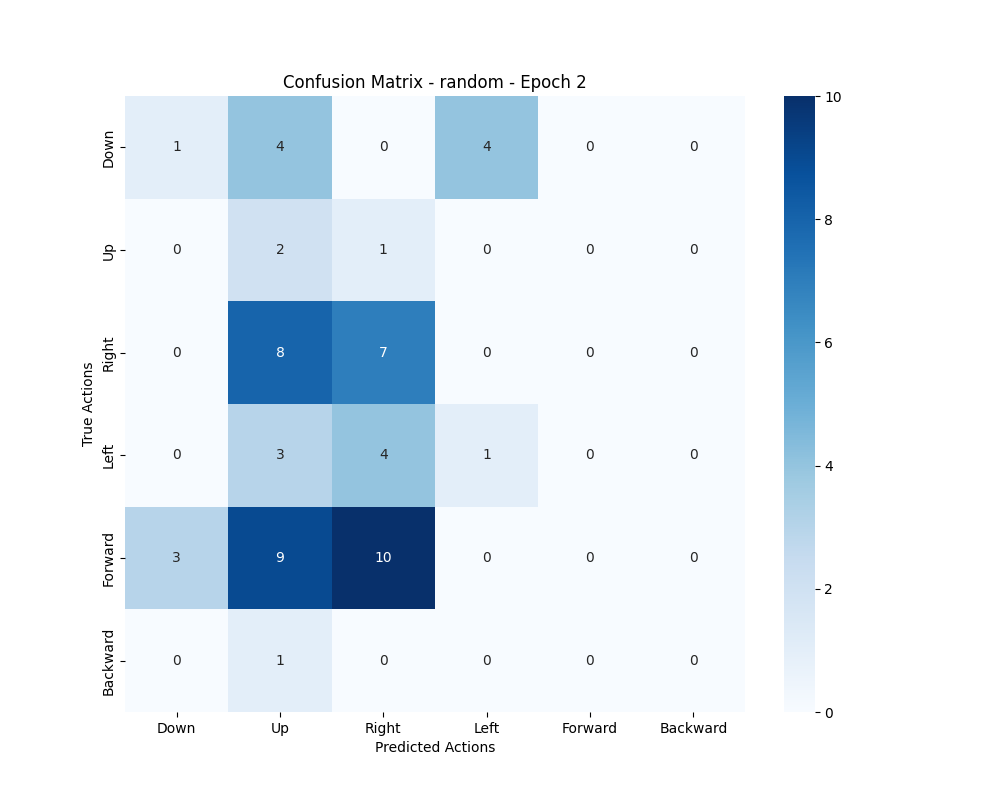 Confusion Matrix - random - Epoch 2
True Actions
Down 1 4 0 4 0 0
Up 0 2 1 0 0 0
Right 0 8 7 0 0 0
Left 0 3 4 1 0 0
Forward 3 9 10 0 0 0
Backward 0 1 0 0 0 0
Down Up Right Left Forward Backward
Predicted Actions
10
8
6
4
2
0